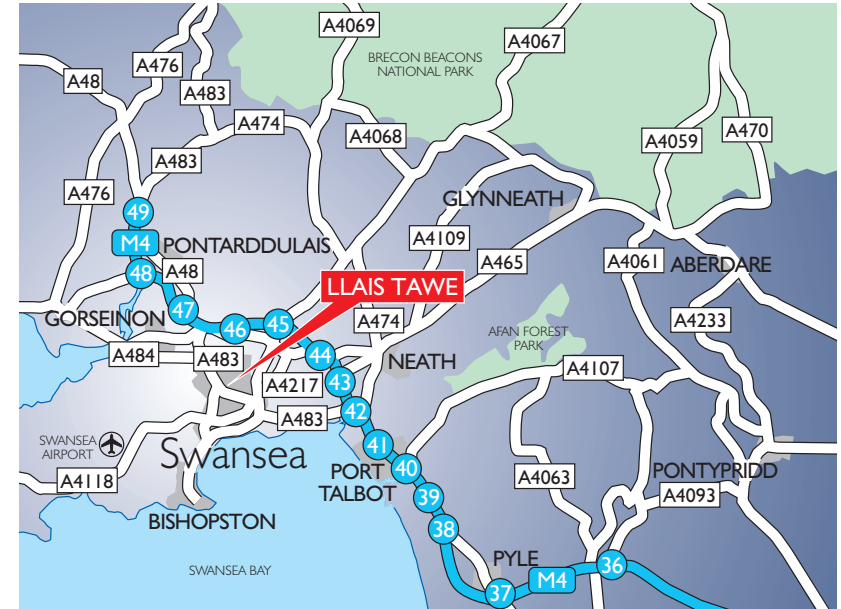 A4069
A4067
BRECON BEACONS
NATIONAL PARK
A476
A48
A483
A474
A4068
A4059
A470
A483
A476
GLYNNEATH
49
M4
PONTARDDULAIS
A4109
A465
A4061
ABERDARE
48
A48
LLAIS TAWE
47
GORSEINON
46
45
A474
AFAN FOREST
PARK
A4233
A484
A483
44
NEATH
A4107
43
A4217
42
A483
SWANSEA
AIRPORT
Swansea
41
PORT
TALBOT
40
A4063
PONTYPRIDD
A4118
39
A4093
BISHOPSTON
38
SWANSEA BAY
PYLE
36
M4
37